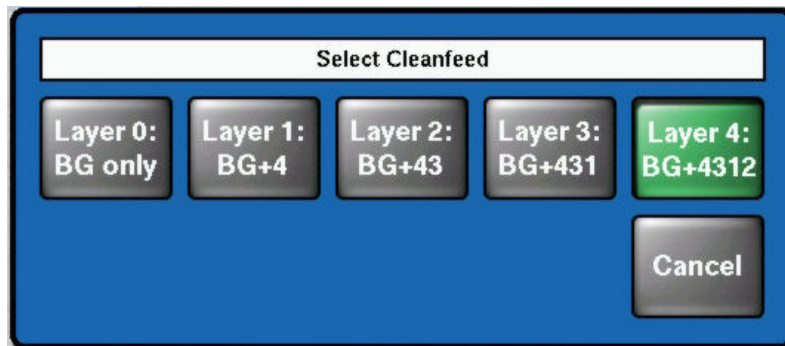 Select Cleanfeed
Layer 0:
BG only
Layer 1:
BG+4
Layer 2:
BG+43
Layer 3:
BG+431
Layer 4:
BG+4312
Cancel